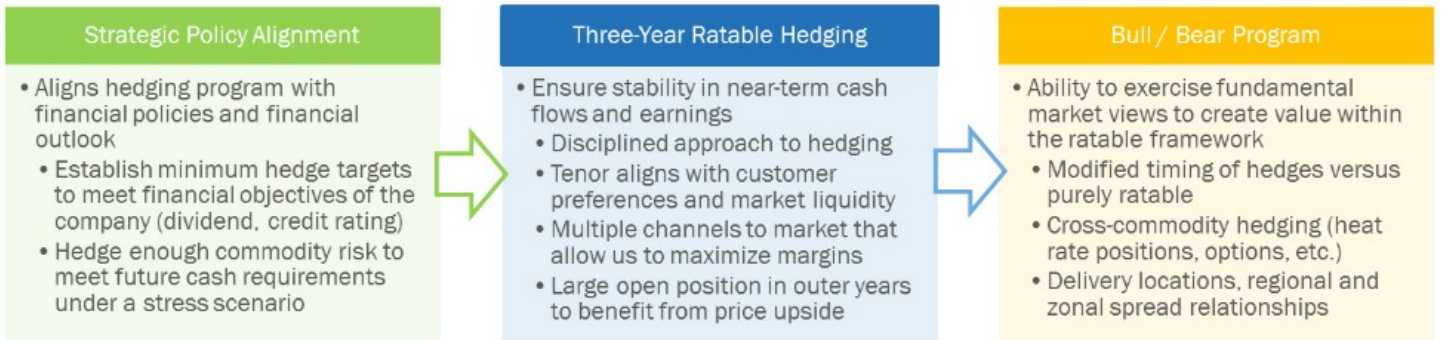 Strategic Policy Alignment
• Aligns hedging program with
financial policies and financial
outlook
• Establish minimum hedge targets
to meet financial objectives of the
company (dividend, credit rating)
• Hedge enough commodity risk to
meet future cash requirements
under a stress scenario
Three-Year Ratable Hedging
• Ensure stability in near-term cash
flows and earnings
• Disciplined approach to hedging
• Tenor aligns with customer
preferences and market liquidity
• Multiple channels to market that
allow us to maximize margins
• Large open position in outer years
to benefit from price upside
Bull / Bear Program
• Ability to exercise fundamental
market views to create value within
the ratable framework
• Modified timing of hedges versus
purely ratable
• Cross-commodity hedging (heat
rate positions, options, etc.)
• Delivery locations, regional and
zonal spread relationships